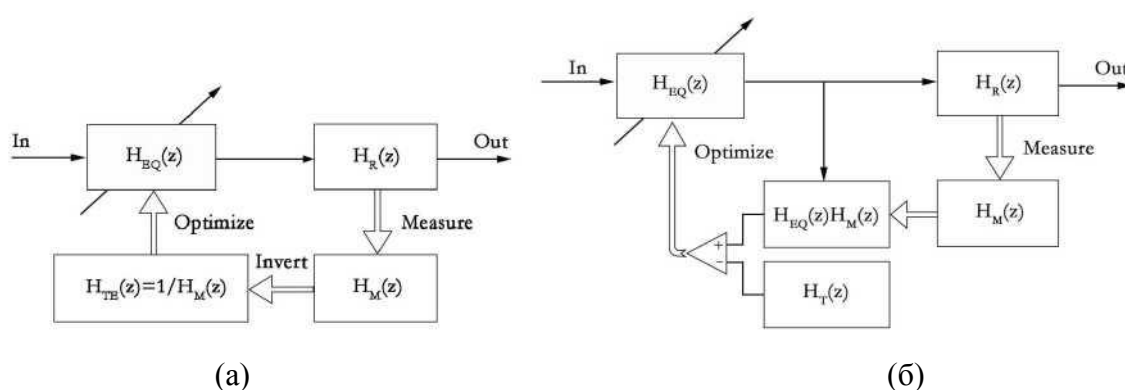 In
H_EQ(z)
H_R(z)
Out
Optimize
Measure
Invert
H_TE(z)=1/H_M(z)
H_M(z)
(а)
In
H_EQ(z)
H_R(z)
Out
Optimize
Measure
H_EQ(z)H_M(z)
H_M(z)
+
−
H_T(z)
(б)